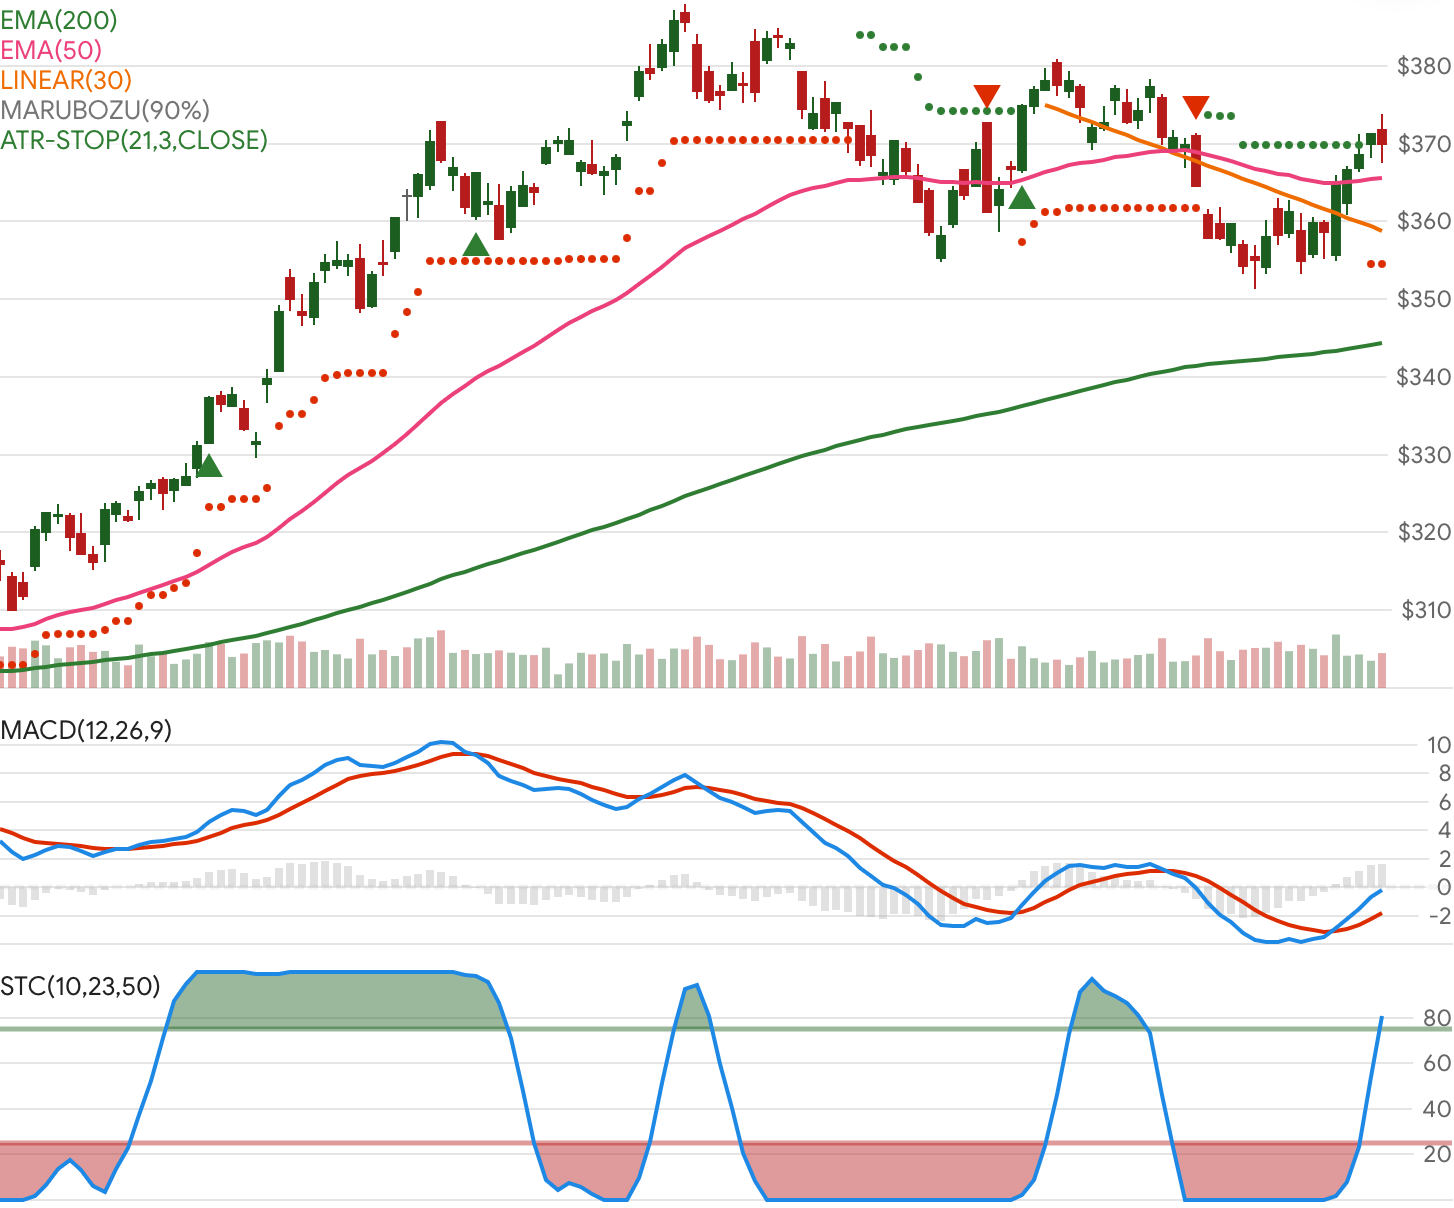 EMA(200)
EMA(50)
LINEAR(30)
MARUBOZU(90%)
ATR-STOP(21,3,CLOSE)
$380
$370
$360
$350
$340
$330
$320
$310
MACD(12,26,9)
10
8
6
4
2
0
-2
STC(10,23,50)
80
60
40
20